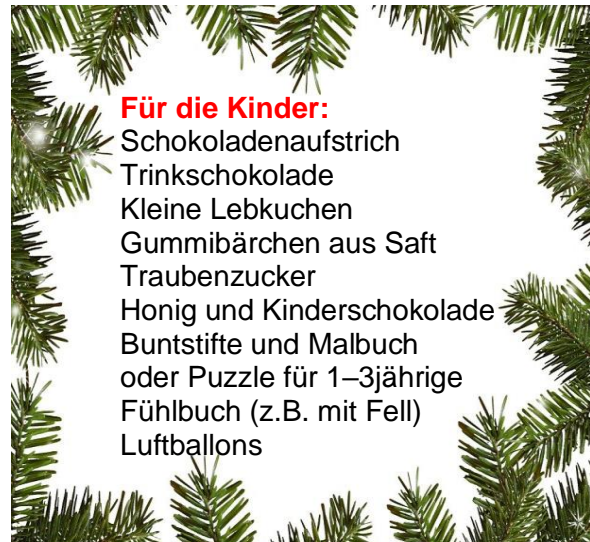 Für die Kinder:
Schokoladenaufstrich
Trinkschokolade
Kleine Lebkuchen
Gummibärchen aus Saft
Traubenzucker
Honig und Kinderschokolade
Buntstifte und Malbuch
oder Puzzle für 1–3jährige
Fühlbuch (z.B. mit Fell)
Luftballons